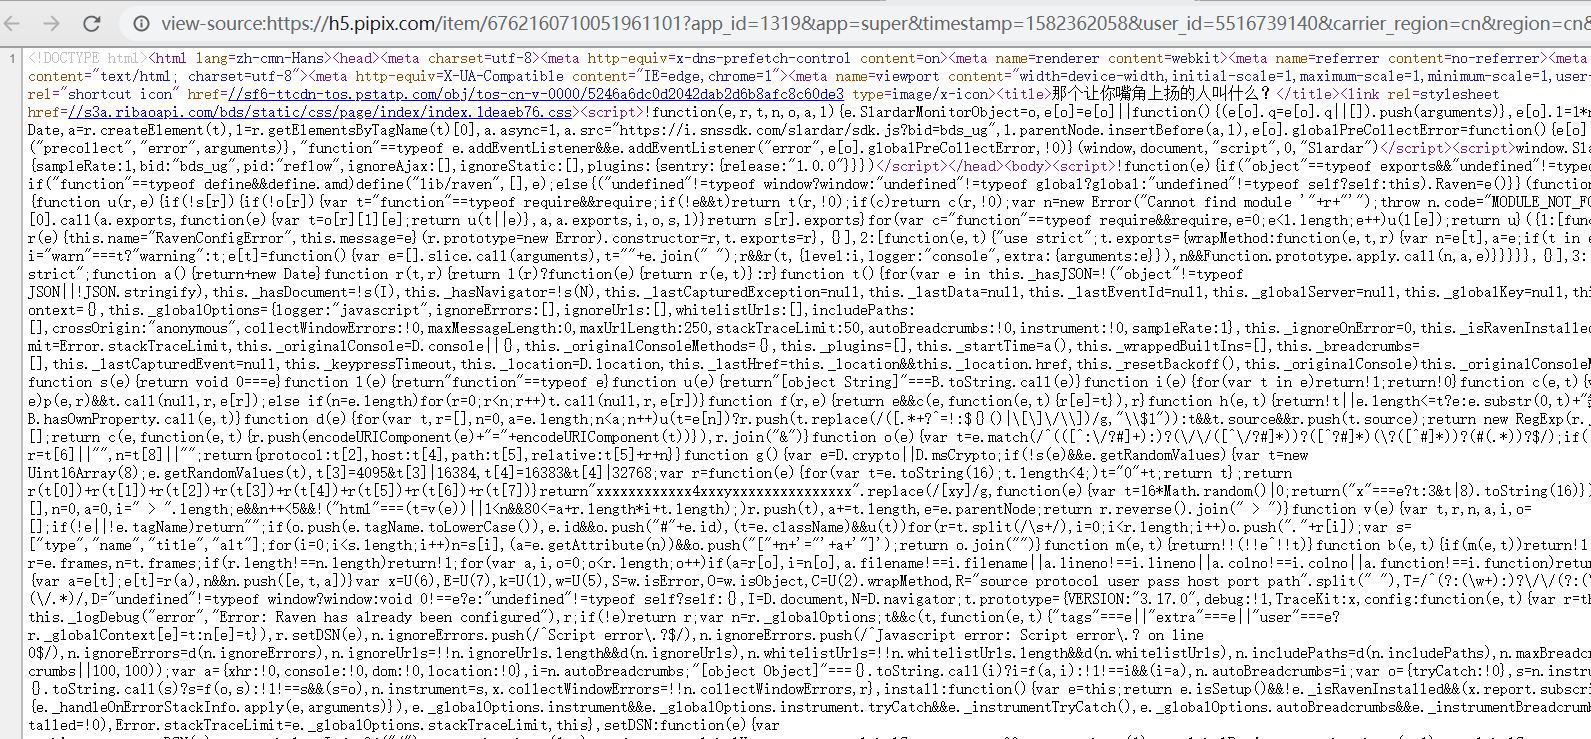 view-source:https://h5.pipix.com/item/6762160710051961101?app_id=1319&app=super&timestamp=1582362058&user_id=5516739140&carrier_region=cn&region=cn&
1 <!DOCTYPE html><html lang=zh-cmn-Hans><head><meta charset=utf-8><meta http-equiv=x-dns-prefetch-control content=on><meta name=renderer content=webkit><meta name=referrer content=no-referrer><meta
content="text/html; charset=utf-8"><meta http-equiv=X-UA-Compatible content="IE=edge,chrome=1"><meta name=viewport content="width=device-width,initial-scale=1,maximum-scale=1,minimum-scale=1,user-
rel="shortcut icon" href=//sf6-ttcdn-tos.pstatp.com/obj/tos-cn-v-0000/5246a6dc0d2042dab2d6b8afc8c60de3 type=image/x-icon><title>那个让你嘴角上扬的人叫什么？</title><link rel=stylesheet
href=//s3a.ribaoapi.com/bds/static/css/page/index/index.1deaeb76.css><script>!function(e,r,t,n,o,a,l){e.SlardarMonitorObject=o,e[o]=e[o]||function(){(e[o].q=e[o].q||[]).push(arguments)},e[o].l=1*n
Date,a=r.createElement(t),l=r.getElementsByTagName(t)[0],a.async=1,a.src="https://i.snssdk.com/slardar/sdk.js?bid=bds_ug",l.parentNode.insertBefore(a,l),e[o].globalPreCollectError=function(){e[o]
("precollect","error",arguments)},"function"==typeof e.addEventListener&&e.addEventListener("error",e[o].globalPreCollectError,!0)}(window,document,"script",0,"Slardar")</script><script>window.Sla
{sampleRate:1,bid:"bds_ug",pid:"reflow",ignoreAjax:[],ignoreStatic:[],plugins:{sentry:{release:"1.0.0"}}})</script></head><body><script>!function(e){if("object"==typeof exports&&"undefined"!=typeo
if("function"==typeof define&&define.amd)define("lib/raven",[],e);else{("undefined"!=typeof window?window:"undefined"!=typeof global?global:"undefined"!=typeof self?self:this).Raven=e()}}(function
{function u(r,e){if(!s[r]){if(!o[r]){var t="function"==typeof require&&require;if(!e&&t)return t(r,!0);if(c)return c(r,!0);var n=new Error("Cannot find module '"+r+"'");throw n.code="MODULE_NOT_FO
[0].call(a.exports,function(e){var t=o[r][1][e];return u(t||e)},a,a.exports,i,o,s,l)}return s[r].exports}for(var c="function"==typeof require&&require,e=0;e<l.length;e++)u(l[e]);return u}({1:[func
r(e){this.name="RavenConfigError",this.message=e}(r.prototype=new Error).constructor=r,t.exports=r},{}],2:[function(e,t){"use strict";t.exports={wrapMethod:function(e,t,r){var n=e[t],a=e;if(t in e
i="warn"===t?"warning":t;e[t]=function(){var e=[].slice.call(arguments),t=""+e.join(" ");r&&r(t,{level:i,logger:"console",extra:{arguments:e}}),n&&Function.prototype.apply.call(n,a,e)}}}}},{}],3:
strict";function a(){return+new Date}function r(t,r){return l(r)?function(e){return r(e,t)}:r}function t(){for(var e in this._hasJSON=!("object"!=typeof
JSON||!JSON.stringify),this._hasDocument=!s(I),this._hasNavigator=!s(N),this._lastCapturedException=null,this._lastData=null,this._lastEventId=null,this._globalServer=null,this._globalKey=null,thi
ontext={},this._globalOptions={logger:"javascript",ignoreErrors:[],ignoreUrls:[],whitelistUrls:[],includePaths:
[],crossOrigin:"anonymous",collectWindowErrors:!0,maxMessageLength:0,maxUrlLength:250,stackTraceLimit:50,autoBreadcrumbs:!0,instrument:!0,sampleRate:1},this._ignoreOnError=0,this._isRavenInstalled
mit=Error.stackTraceLimit,this._originalConsole=D.console||{},this._originalConsoleMethods={},this._plugins=[],this._startTime=a(),this._wrappedBuiltIns=[],this._breadcrumbs=
[],this._lastCapturedEvent=null,this._keypressTimeout,this._location=D.location,this._lastHref=this._location&&this._location.href,this._resetBackoff(),this._originalConsole)this._originalConsoleM
function s(e){return void 0===e}function l(e){return"function"==typeof e}function u(e){return"[object String]"===B.toString.call(e)}function i(e){for(var t in e)return!1;return!0}function c(e,t){v
e)p(e,r)&&t.call(null,r,e[r]);else if(n=e.length)for(r=0;r<n;r++)t.call(null,r,e[r])}function f(r,e){return e&&c(e,function(e,t){r[e]=t}),r}function h(e,t){return!t||e.length<=t?e:e.substr(0,t)+"
B.hasOwnProperty.call(e,t)}function d(e){for(var t,r=[],n=0,a=e.length;n<a;n++)u(t=e[n])?r.push(t.replace(/([.*+?^=!:${}()|\[\]\/\\])/g,"\\$1")):t&&t.source&&r.push(t.source);return new RegExp(r.j
[];return c(e,function(e,t){r.push(encodeURIComponent(e)+"="+encodeURIComponent(t))}),r.join("&")}function o(e){var t=e.match(/^(([^:\/?#]+):)?(\/\/([^\/?#]*))?([^?#]*)(\?([^#]*))?(#(.*))?$/);if(!
r=t[6]||"",n=t[8]||"";return{protocol:t[2],host:t[4],path:t[5],relative:t[5]+r+n}}function g(){var e=D.crypto||D.msCrypto;if(!s(e)&&e.getRandomValues){var t=new
Uint16Array(8);e.getRandomValues(t),t[3]=4095&t[3]|16384,t[4]=16383&t[4]|32768;var r=function(e){for(var t=e.toString(16);t.length<4;)t="0"+t;return t};return
r(t[0])+r(t[1])+r(t[2])+r(t[3])+r(t[4])+r(t[5])+r(t[6])+r(t[7])}return"xxxxxxxxxxxx4xxxyxxxxxxxxxxxxxxx".replace(/[xy]/g,function(e){var t=16*Math.random()|0;return("x"===e?t:3&t|8).toString(16)})
[],n=0,a=0,i=" > ".length;e&&n++<5&&!("html"===(t=v(e))||1<n&&80<=a+r.length*i+t.length);)r.push(t),a+=t.length,e=e.parentNode;return r.reverse().join(" > ")}function v(e){var t,r,n,a,i,o=
[];if(!e||!e.tagName)return"";if(o.push(e.tagName.toLowerCase()),e.id&&o.push("#"+e.id),(t=e.className)&&u(t))for(r=t.split(/\s+/),i=0;i<r.length;i++)o.push("."+r[i]);var s=
["type","name","title","alt"];for(i=0;i<s.length;i++)n=s[i],(a=e.getAttribute(n))&&o.push("["+n+'="'+a+'"]');return o.join("")}function m(e,t){return!!(!!e^!!t)}function b(e,t){if(m(e,t))return!1
r=e.frames,n=t.frames;if(r.length!==n.length)return!1;for(var a,i,o=0;o<r.length;o++)if(a=r[o],i=n[o],a.filename!==i.filename||a.lineno!==i.lineno||a.colno!==i.colno||a.function!==i.function)retur
{var a=e[t];e[t]=r(a),n&&n.push([e,t,a])}var x=U(6),E=U(7),k=U(1),w=U(5),S=w.isError,O=w.isObject,C=U(2).wrapMethod,R="source protocol user pass host port path".split(" "),T=/^(?:(\w+):)?\/\/(?:(
(\/.*)/,D="undefined"!=typeof window?window:void 0!==e?e:"undefined"!=typeof self?self:{},I=D.document,N=D.navigator;t.prototype={VERSION:"3.17.0",debug:!1,TraceKit:x,config:function(e,t){var r=th
this._logDebug("error","Error: Raven has already been configured"),r;if(!e)return r;var n=r._globalOptions;t&&c(t,function(e,t){"tags"===e||"extra"===e||"user"===e?
r._globalContext[e]=t:n[e]=t}),r.setDSN(e),n.ignoreErrors.push(/^Script error\.?$/),n.ignoreErrors.push(/^Javascript error: Script error\.? on line
0$/),n.ignoreErrors=d(n.ignoreErrors),n.ignoreUrls=!!n.ignoreUrls.length&&d(n.ignoreUrls),n.whitelistUrls=!!n.whitelistUrls.length&&d(n.whitelistUrls),n.includePaths=d(n.includePaths),n.maxBreadcr
crumbs||100,100));var a={xhr:!0,console:!0,dom:!0,location:!0},i=n.autoBreadcrumbs;"[object Object]"==={}.toString.call(i)?i=f(a,i):!1!==i&&(i=a),n.autoBreadcrumbs=i;var o={tryCatch:!0},s=n.instru
{}.toString.call(s)?s=f(o,s):!1!==s&&(s=o),n.instrument=s,x.collectWindowErrors=!!n.collectWindowErrors,r},install:function(){var e=this;return e.isSetup()&&!e._isRavenInstalled&&(x.report.subscri
{e._handleOnErrorStackInfo.apply(e,arguments)}),e._globalOptions.instrument&&e._globalOptions.instrument.tryCatch&&e._instrumentTryCatch(),e._globalOptions.autoBreadcrumbs&&e._instrumentBreadcrumb
talled=!0),Error.stackTraceLimit=e._globalOptions.stackTraceLimit,this},setDSN:function(e){var